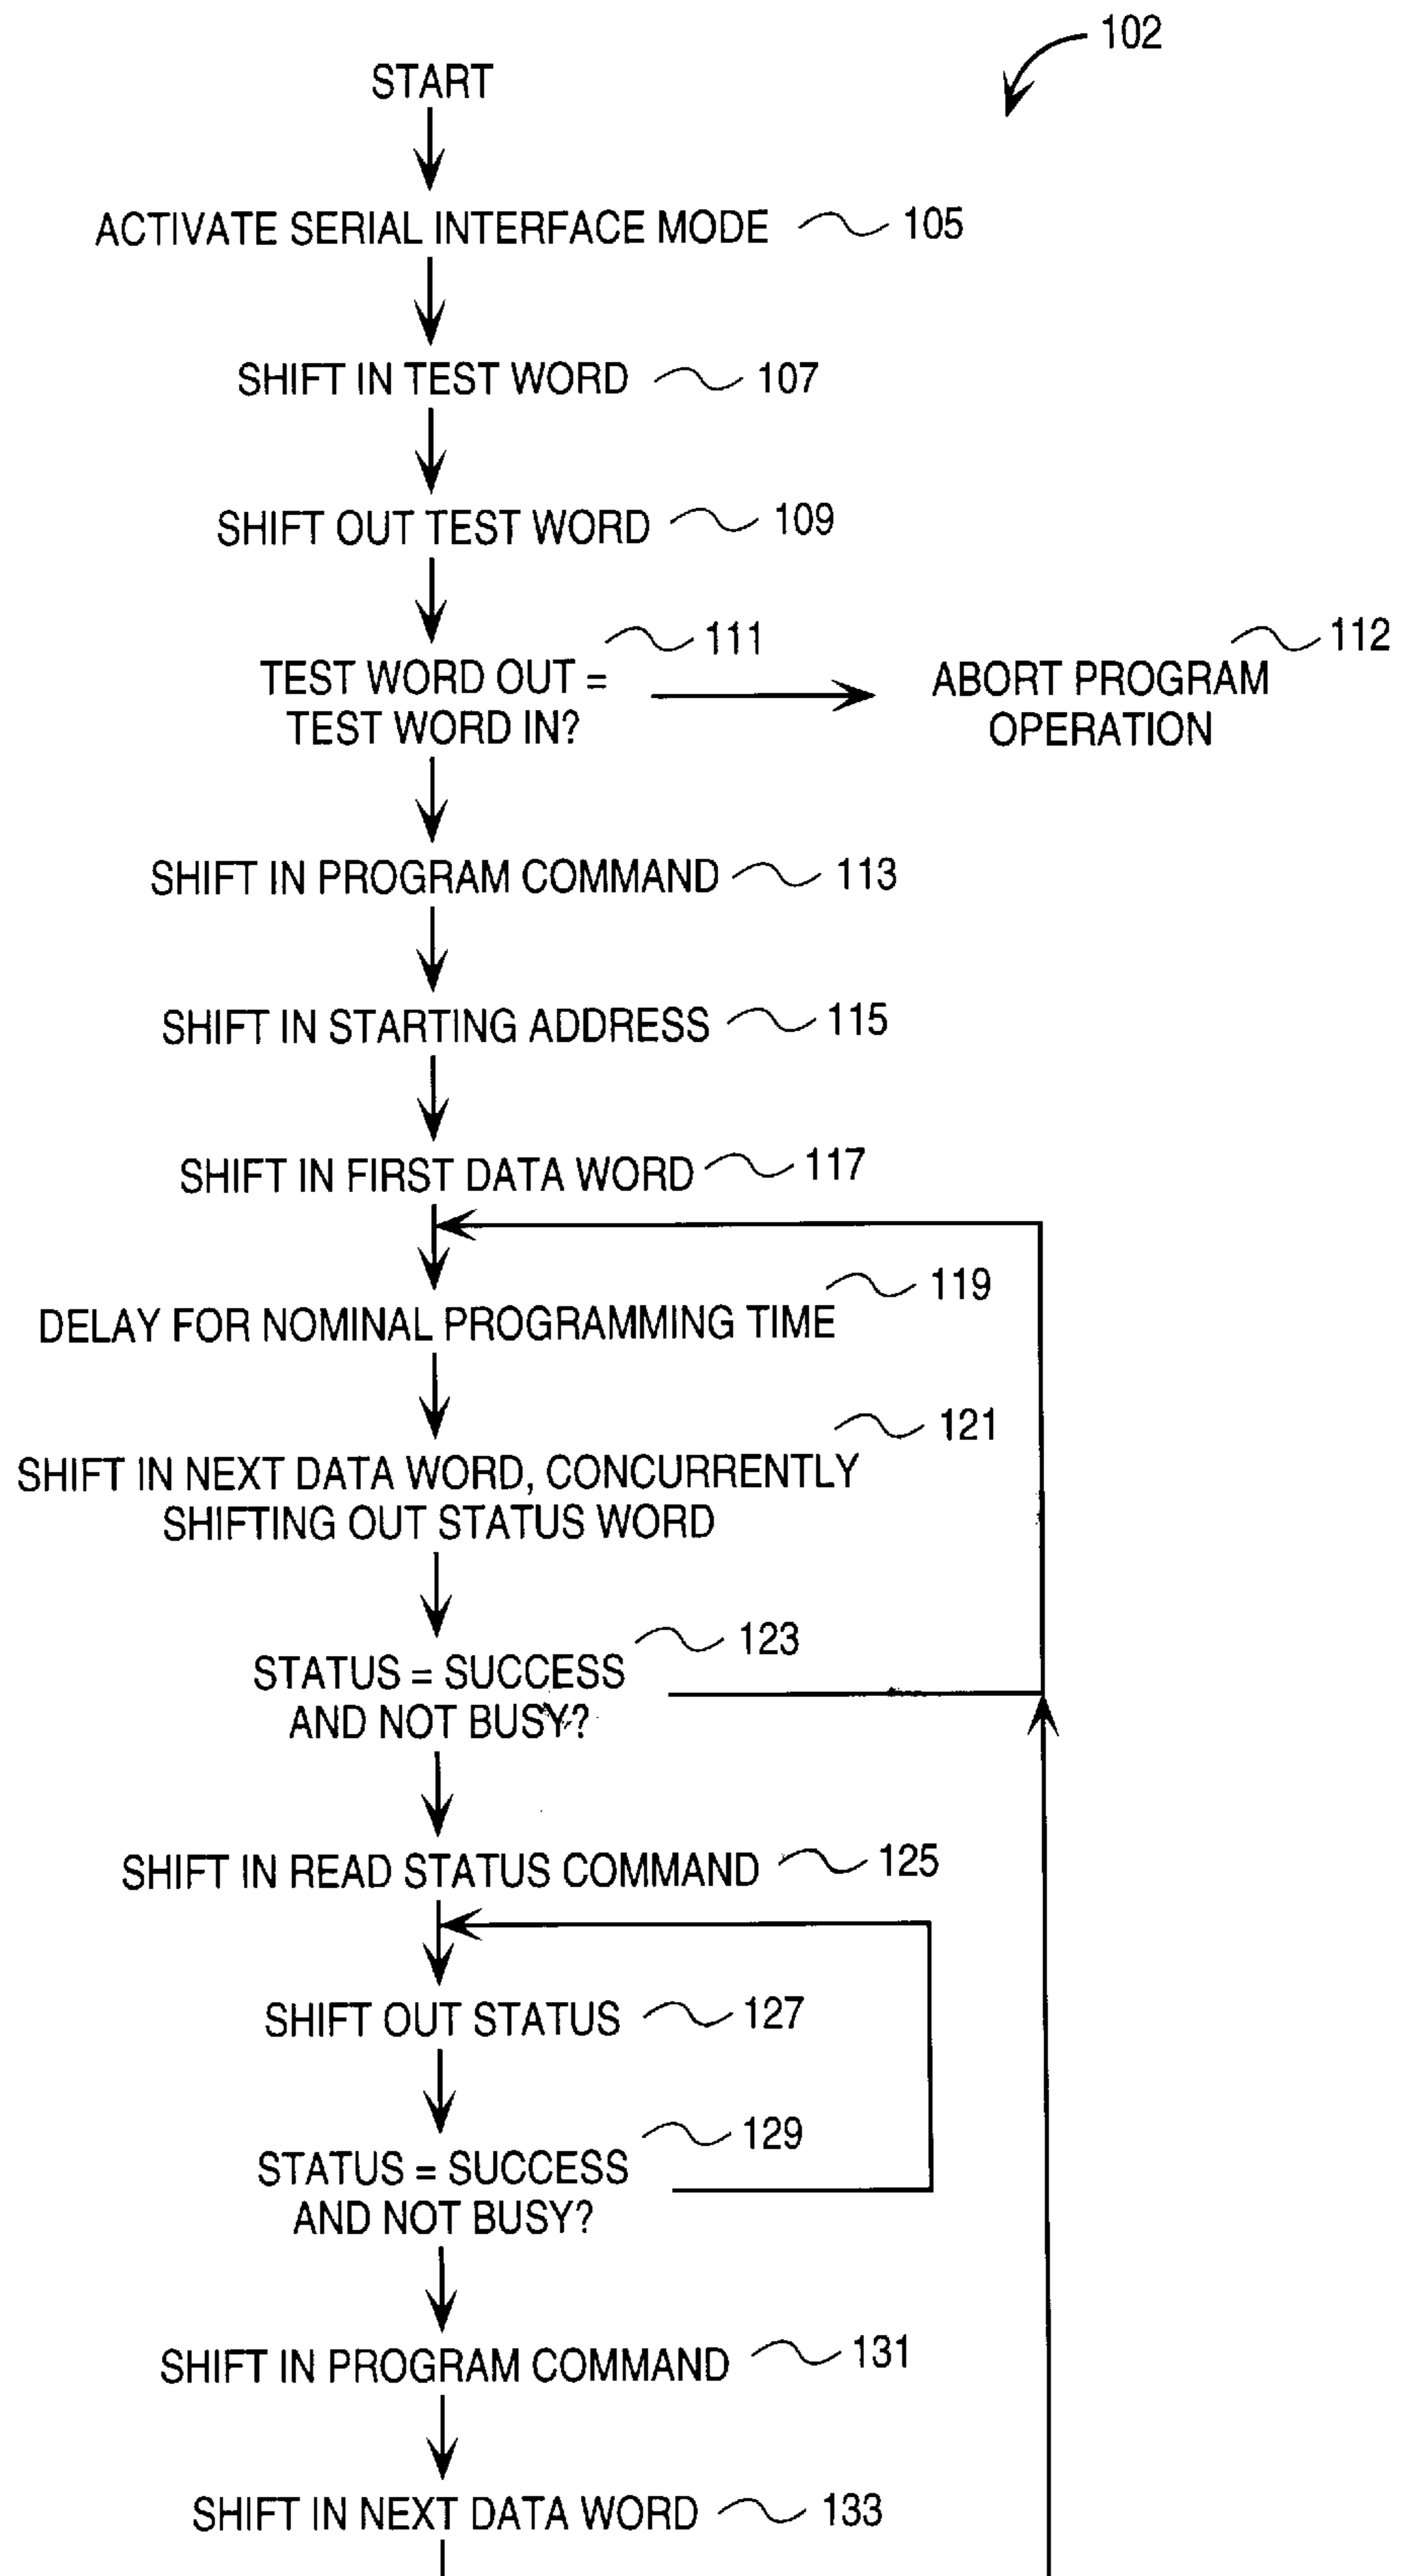 102
START
ACTIVATE SERIAL INTERFACE MODE 105
SHIFT IN TEST WORD 107
SHIFT OUT TEST WORD 109
111
TEST WORD OUT =
TEST WORD IN?
112
ABORT PROGRAM
OPERATION
SHIFT IN PROGRAM COMMAND 113
SHIFT IN STARTING ADDRESS 115
SHIFT IN FIRST DATA WORD 117
119
DELAY FOR NOMINAL PROGRAMMING TIME
121
SHIFT IN NEXT DATA WORD, CONCURRENTLY
SHIFTING OUT STATUS WORD
123
STATUS = SUCCESS
AND NOT BUSY?
SHIFT IN READ STATUS COMMAND 125
SHIFT OUT STATUS 127
129
STATUS = SUCCESS
AND NOT BUSY?
SHIFT IN PROGRAM COMMAND 131
SHIFT IN NEXT DATA WORD 133